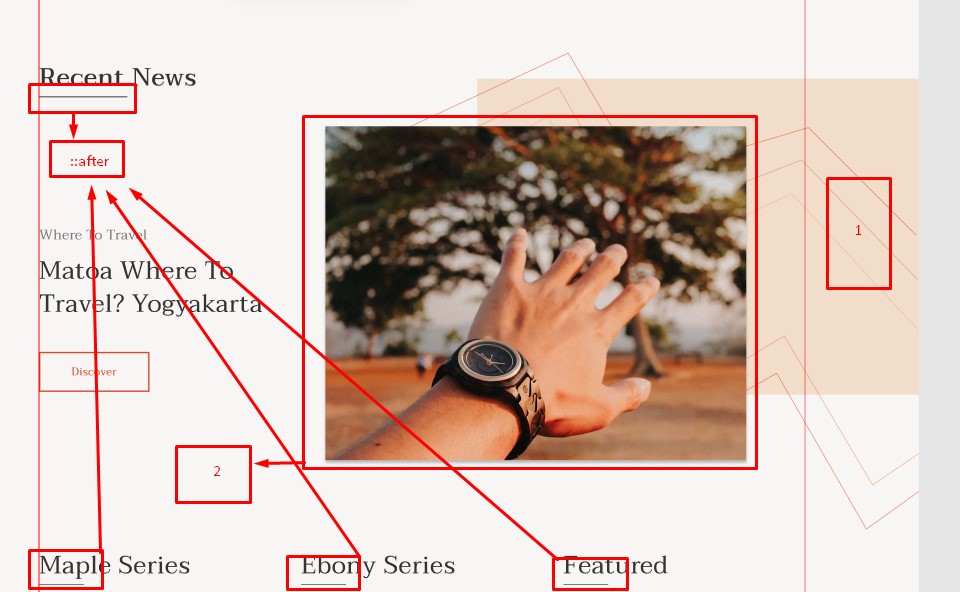 Recent News
::after
1
Where To Travel
Matoa Where To
Travel? Yogyakarta
Discover
2
Maple Series
Ebony Series
Featured